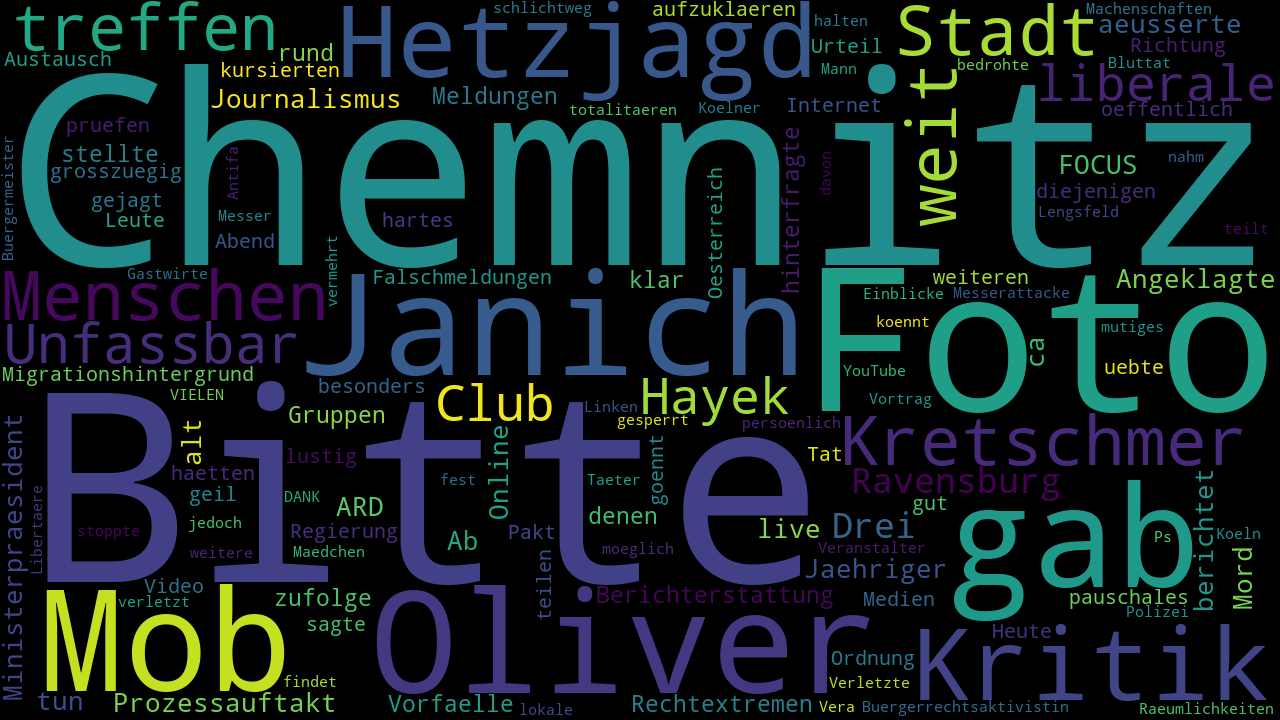 treffen
Hetzjagd
schlichtweg
aufzuklaeren
halten
Stadt
Machenschaften
aeusserte
Austausch
rund
kursierten
Journalismus
Meldungen
totalitaeren
Koelner
Urteil
Mann
Internet
weit
bedrohte
Richtung
Bluttat
liberale
oeffentlich
Chemnitz
Buergermeister
pruefen
stellte
grosszuegig
gejagt
Leute
Antifa
Messer
Abend
hartes
Oesterreich
hinterfragte
davon
FOCUS
nahm
diejenigen
Lengsfeld
teilt
Menschen
Gastwirte
vermehrt
Falschmeldungen
klar
weiteren
Angeklagte
Janich
Foto
Einblicke
Messerattacke
koennt
mutiges
ca
uebte
YouTube
Vortrag
Unfassbar
Migrationshintergrund
VIELEN
besonders
Club
Hayek
Linken
gesperrt
persoenlich
Gruppen
alt
Kretschmer
Tat
Bitte
Ministerpraesident
haetten
lustig
geil
DANK
ARD
Online
fest
Taeter
goennt
Ravensburg
gut
jedoch
Regierung
Ab
Pakt
denen
live
Drei
gab
berichtet
Ps
Koeln
Libertaere
stoppte
weitere
Maedchen
moeglich
Veranstalter
Jaehriger
Mord
Video
verletzt
Mob
zufolge
sagte
teilen
Oliver
Berichterstattung
Medien
pauschales
Polizei
Heute
Kritik
Ordnung
Verletzte
findet
tun
Prozessauftakt
Vorfaelle
lokale
Rechtextremen
Vera
Buergerrechtsaktivistin
Raeumlichkeiten